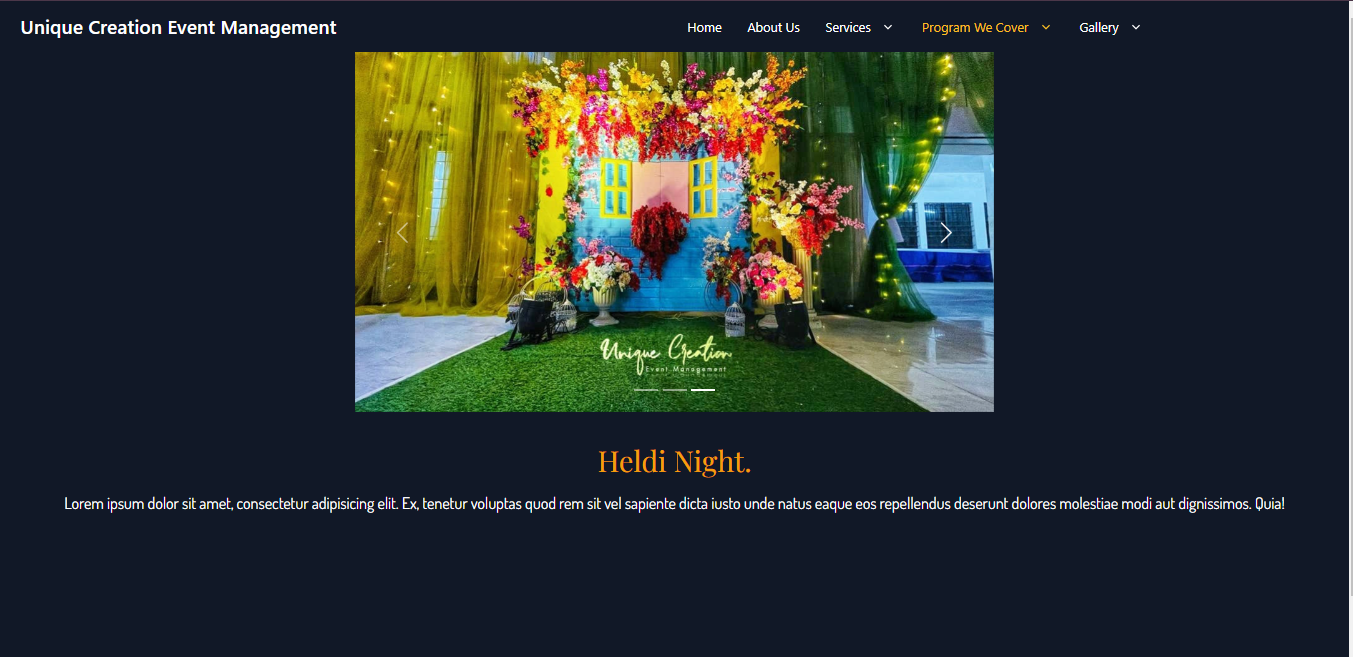 Unique Creation Event Management
Home About Us Services Program We Cover Gallery
Unique Creation
Event Management
Heldi Night.
Lorem ipsum dolor sit amet, consectetur adipisicing elit. Ex, tenetur voluptas quod rem sit vel sapiente dicta iusto unde natus eaque eos repellendus deserunt dolores molestiae modi aut dignissimos. Quia!